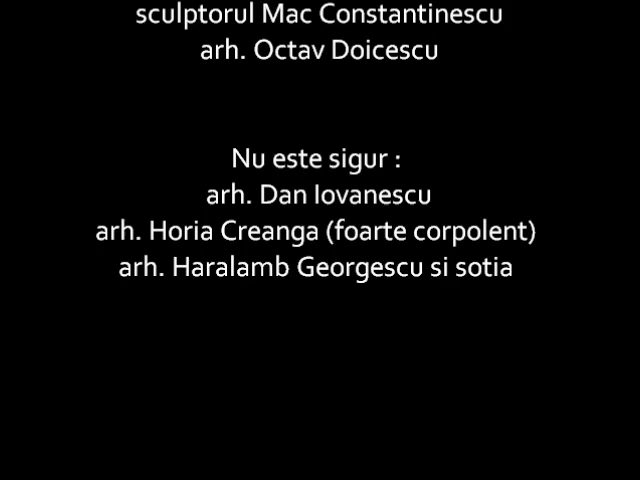 sculptorul Mac Constantinescu
arh. Octav Doicescu
Nu este sigur :
arh. Dan Iovanescu
arh. Horia Creanga (foarte corpolent)
arh. Haralamb Georgescu si sotia